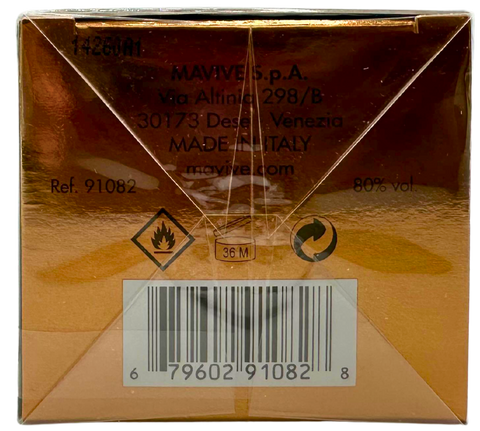 MAVIVE S.p.A.
Via Altinia 298/B
30173 Dese Venezia
MADE IN ITALY
mavive.com
Ref. 91082
80% vol
36 M
6 79602 91082 8